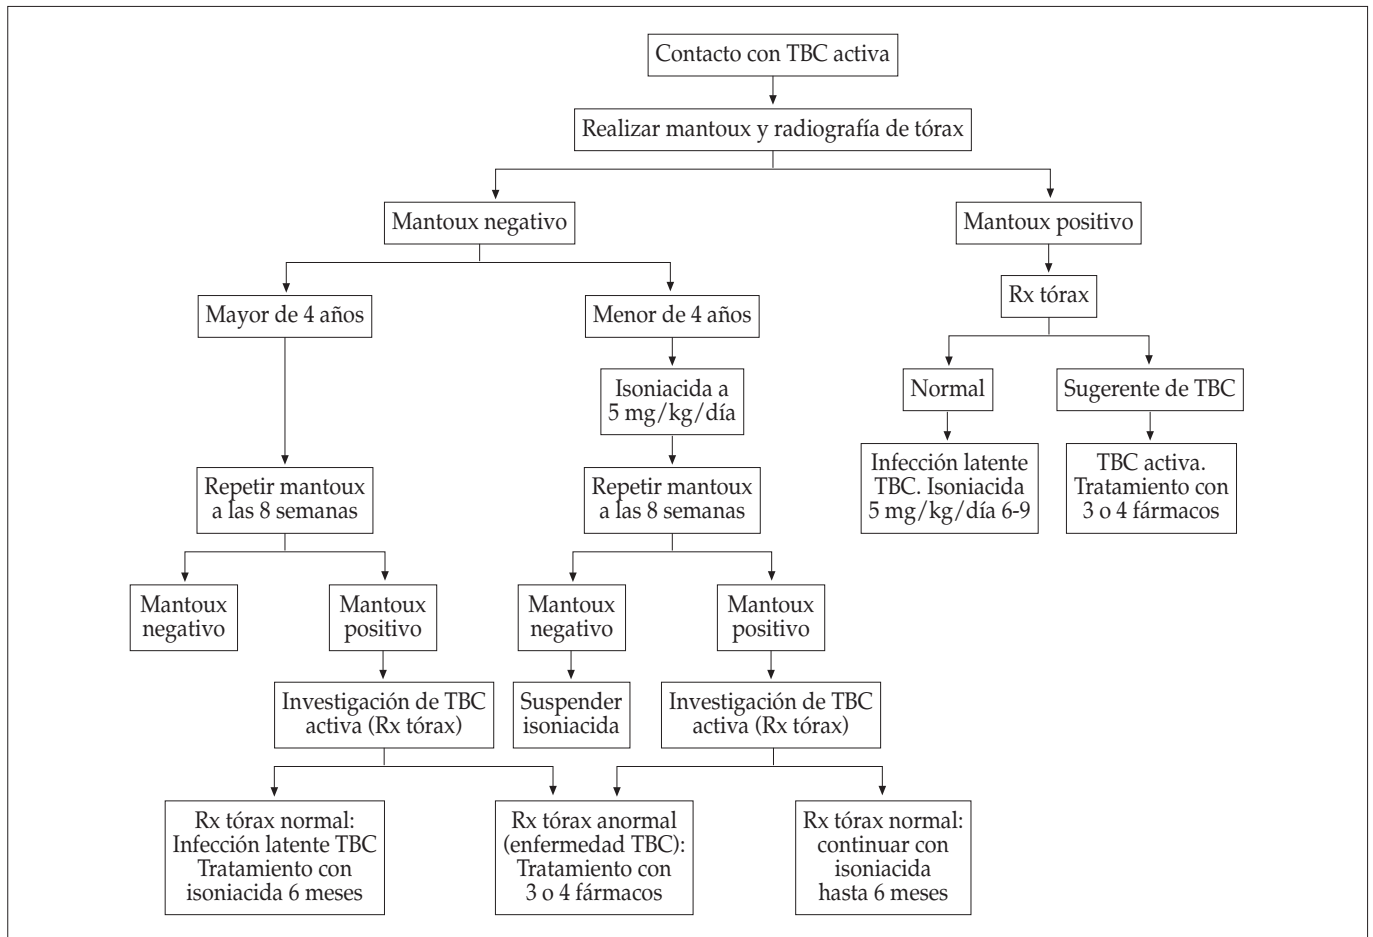 Contacto con TBC activa
Realizar mantoux y radiografía de tórax
Mantoux negativo
Mantoux positivo
Mayor de 4 años
Menor de 4 años
Rx tórax
Isoniacida a
5 mg/kg/día
Normal
Sugerente de TBC
Repetir mantoux
a las 8 semanas
Repetir mantoux
a las 8 semanas
Infección latente
TBC. Isoniacida
5 mg/kg/día 6-9
TBC activa.
Tratamiento con
3 o 4 fármacos
Mantoux
negativo
Mantoux
positivo
Mantoux
negativo
Mantoux
positivo
Investigación de TBC
activa (Rx tórax)
Suspender
isoniacida
Investigación de TBC
activa (Rx tórax)
Rx tórax normal:
Infección latente TBC
Tratamiento con
isoniacida 6 meses
Rx tórax anormal
(enfermedad TBC):
Tratamiento con
3 o 4 fármacos
Rx tórax normal:
continuar con
isoniacida
hasta 6 meses